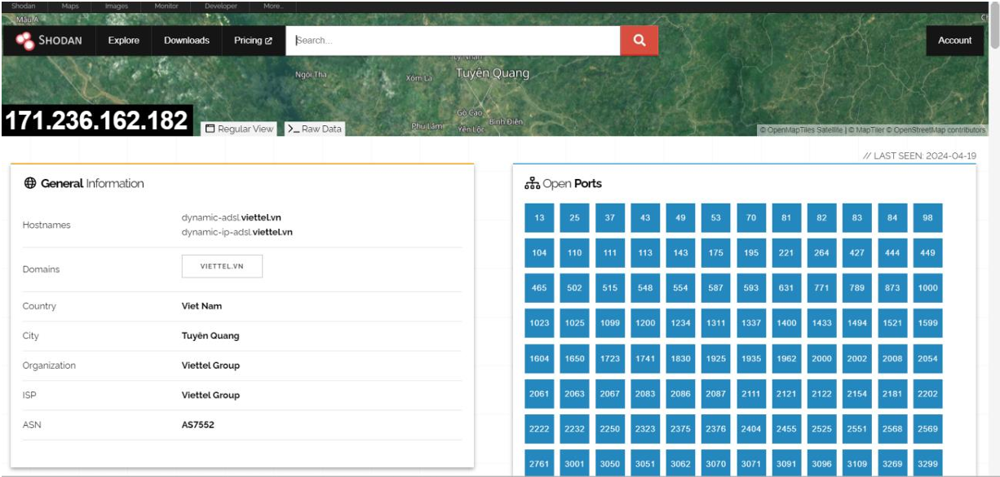 Shodan Maps Images Monitor Developer More...
Mậu A
SHODAN Explore Downloads Pricing Search... Account
Lý Nhân
Ngòi Tha Xóm Là Tuyên Quang
Gò Cao
Phú Lâm Yên Lộc Bình Điền
171.236.162.182 Regular View >_ Raw Data
© OpenMapTiles Satellite | © MapTiler © OpenStreetMap contributors
// LAST SEEN: 2024-04-19
General Information
Hostnames
dynamic-adsl.viettel.vn
dynamic-ip-adsl.viettel.vn
Domains VIETTEL.VN
Country Viet Nam
City Tuyên Quang
Organization Viettel Group
ISP Viettel Group
ASN AS7552
Open Ports
13 25 37 43 49 53 70 81 82 83 84 98
104 110 111 113 143 175 195 221 264 427 444 449
465 502 515 548 554 587 593 631 771 789 873 1000
1023 1025 1099 1200 1234 1311 1337 1400 1433 1494 1521 1599
1604 1650 1723 1741 1830 1925 1935 1962 2000 2002 2008 2054
2061 2063 2067 2083 2086 2087 2111 2121 2122 2154 2181 2202
2222 2232 2250 2323 2375 2376 2404 2455 2525 2551 2568 2569
2761 3001 3050 3051 3062 3070 3071 3091 3096 3109 3269 3299